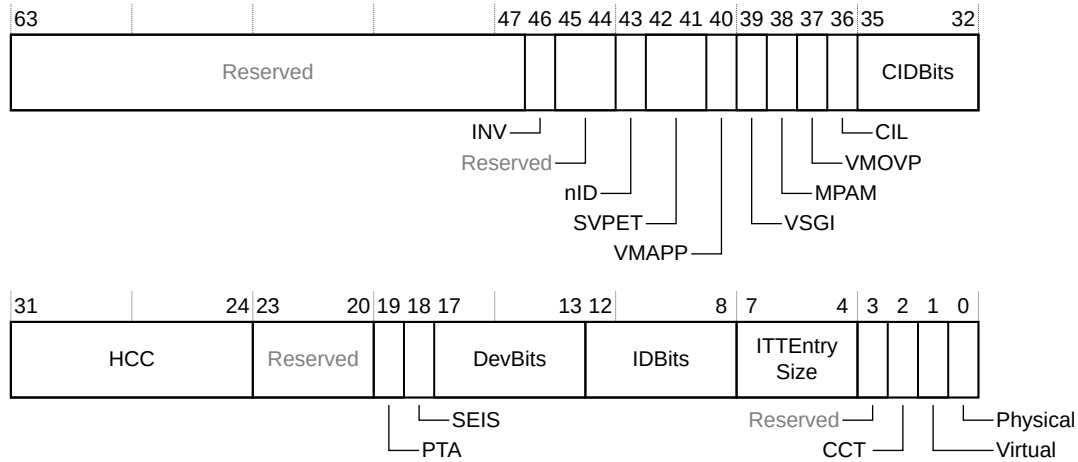 63 47 46 45 44 43 42 41 40 39 38 37 36 35 32
Reserved CIDBits
INV CIL
Reserved VMOVP
nID MPAM
SVPET VSGI
VMAPP
31 24 23 20 19 18 17 13 12 8 7 4 3 2 1 0
HCC Reserved DevBits IDBits ITTEntry
Size
SEIS Reserved Physical
PTA CCT Virtual